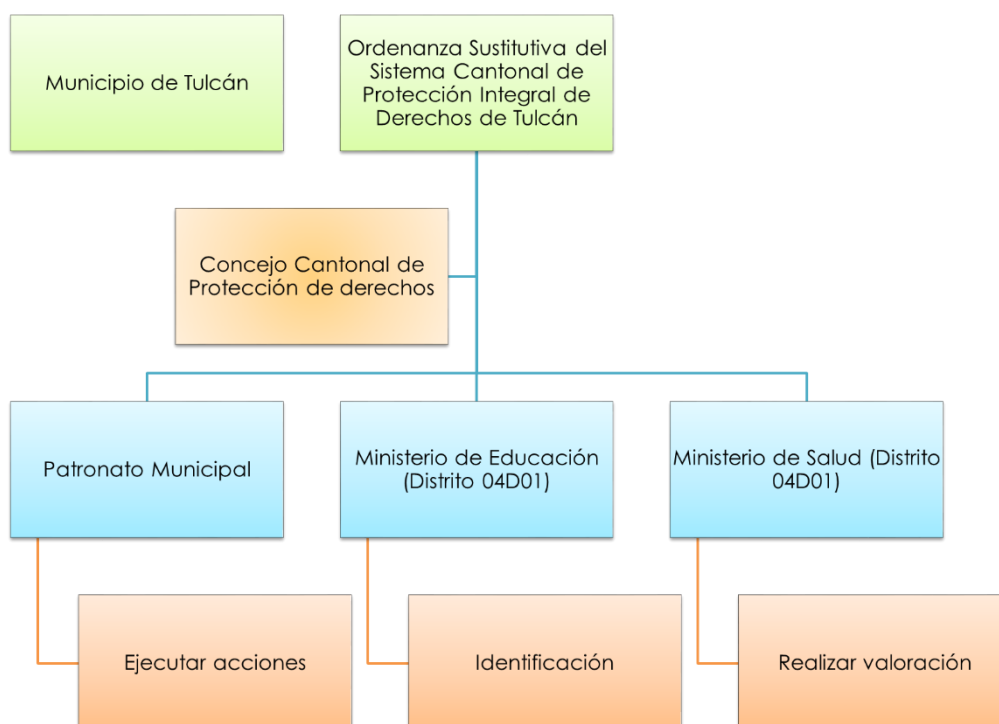 Municipio de Tulcán
Ordenanza Sustitutiva del
Sistema Cantonal de
Protección Integral de
Derechos de Tulcán
Concejo Cantonal de
Protección de derechos
Patronato Municipal
Ministerio de Educación
(Distrito 04D01)
Ministerio de Salud (Distrito
04D01)
Ejecutar acciones
Identificación
Realizar valoración